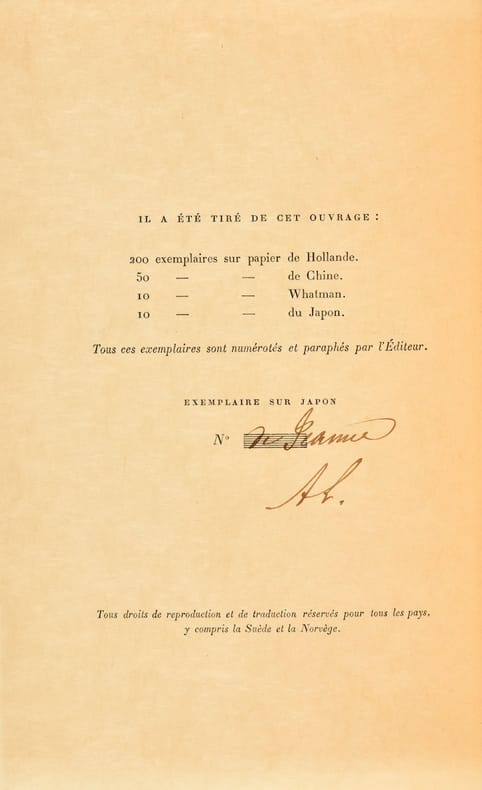 IL A ÉTÉ TIRÉ DE CET OUVRAGE :
200 exemplaires sur papier de Hollande.
50 — — de Chine.
10 — — Whatman.
10 — — du Japon.
Tous ces exemplaires sont numérotés et paraphés par l'Éditeur.
EXEMPLAIRE SUR JAPON
N°
AL.
Tous droits de reproduction et de traduction réservés pour tous les pays,
y compris la Suède et la Norvège.